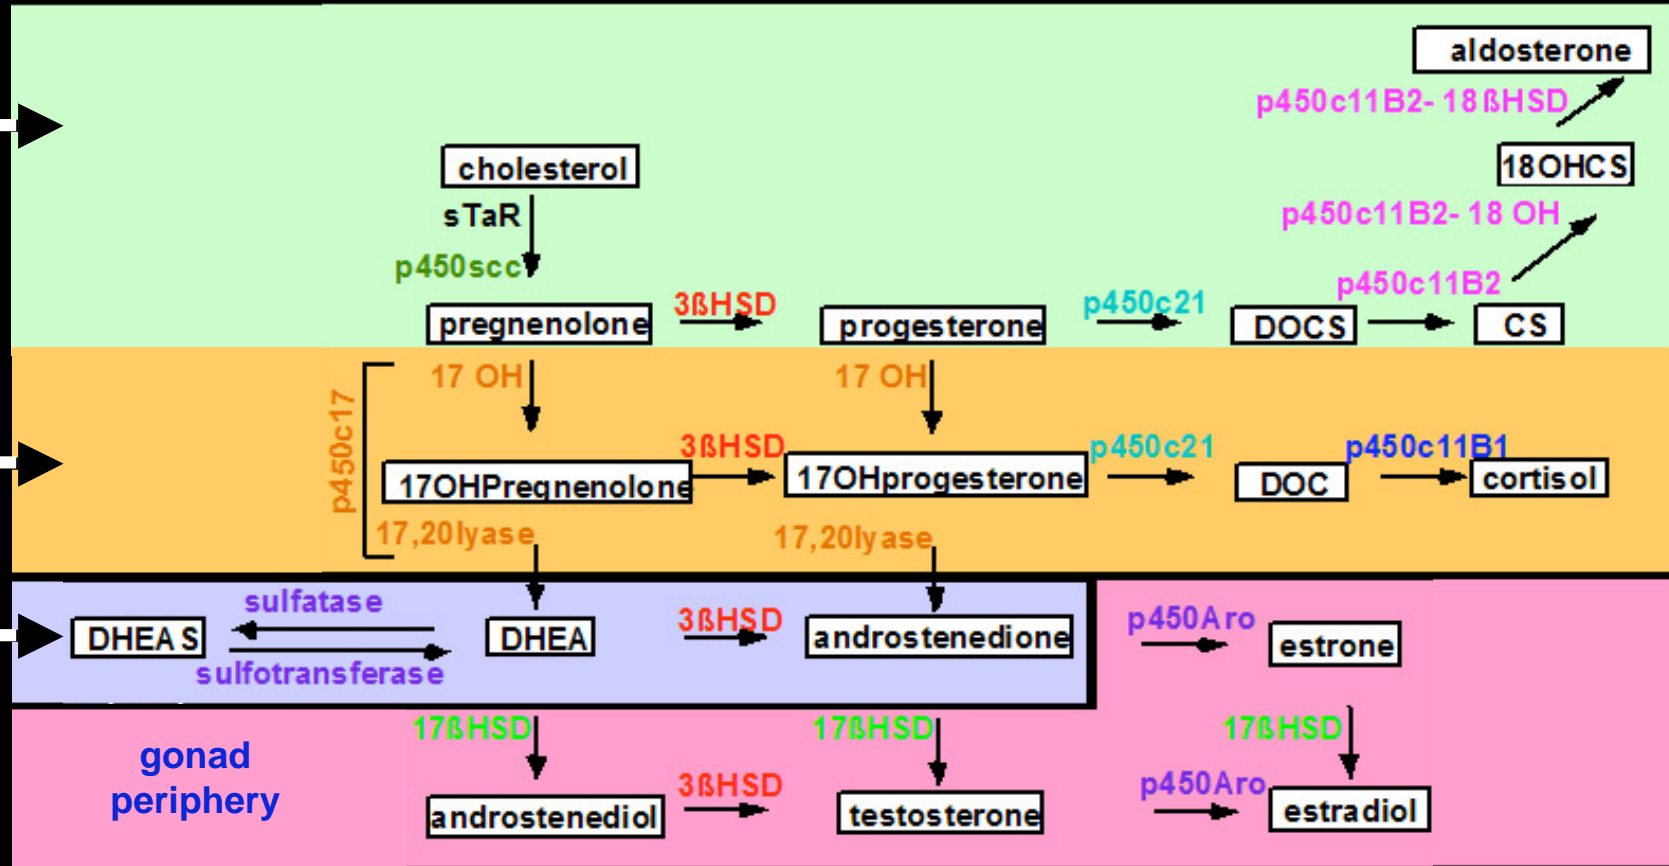 aldosterone
p450c11B2- 18ßHSD
cholesterol
18OHCS
sTaR
p450c11B2- 18 OH
p450scc
p450c11B2
3ßHSD
p450c21
pregnenolone
progesterone
DOCS
CS
17 OH
17 OH
p450c17
3ßHSD
p450c21
p450c11B1
17OHPregnenolone
17OHprogesterone
DOC
cortisol
17,20lyase
17,20lyase
sulfatase
3ßHSD
p450Aro
DHEAS
DHEA
androstenedione
estrone
sulfotransferase
17ßHSD
17ßHSD
17ßHSD
gonad
periphery
3ßHSD
p450Aro
androstenediol
testosterone
estradiol